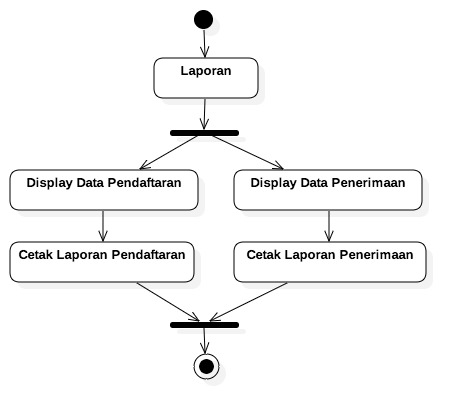 Laporan
Display Data Pendaftaran
Display Data Penerimaan
Cetak Laporan Pendaftaran
Cetak Laporan Penerimaan